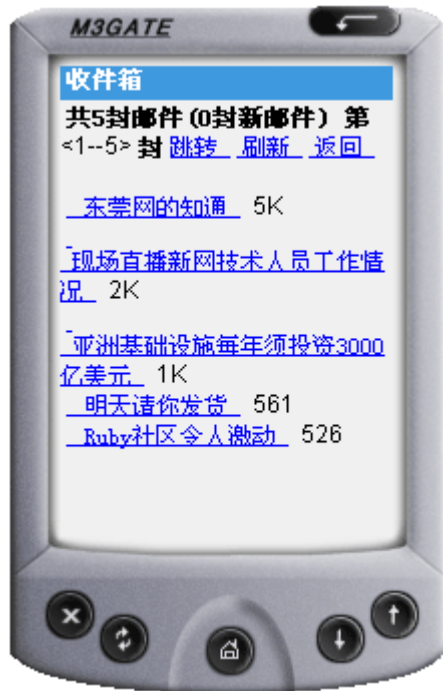 M3GATE
收件箱
共5封邮件 (0封新邮件) 第
<1--5> 封 跳转 刷新 返回
东莞网的知通 5K
现场直播新网技术人员工作情
况 2K
亚洲基础设施每年须投资3000
亿美元. 1K
明天请你发货 561
Ruby社区令人激动 526